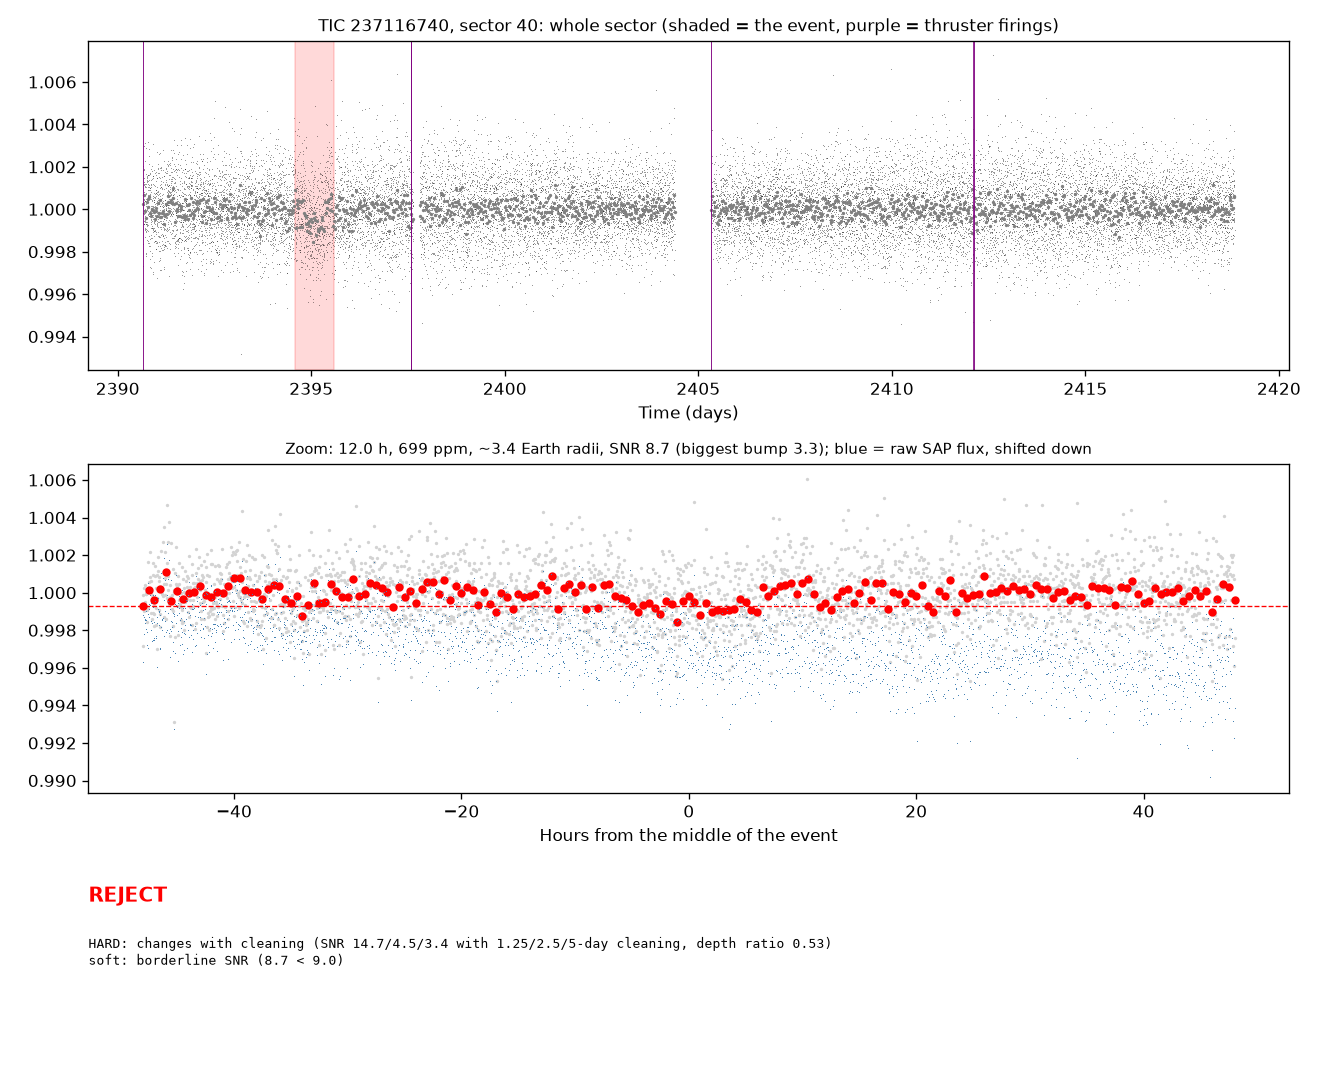 TIC 237116740, sector 40: whole sector (shaded = the event, purple = thruster firings)
1.006
1.004
1.002
1.000
0.998
0.996
0.994
2390 2395 2400 2405 2410 2415 2420
Time (days)
Zoom: 12.0 h, 699 ppm, ~3.4 Earth radii, SNR 8.7 (biggest bump 3.3); blue = raw SAP flux, shifted down
1.006
1.004
1.002
1.000
0.998
0.996
0.994
0.992
0.990
−40 −20 0 20 40
Hours from the middle of the event
REJECT
HARD: changes with cleaning (SNR 14.7/4.5/3.4 with 1.25/2.5/5-day cleaning, depth ratio 0.53)
soft: borderline SNR (8.7 < 9.0)